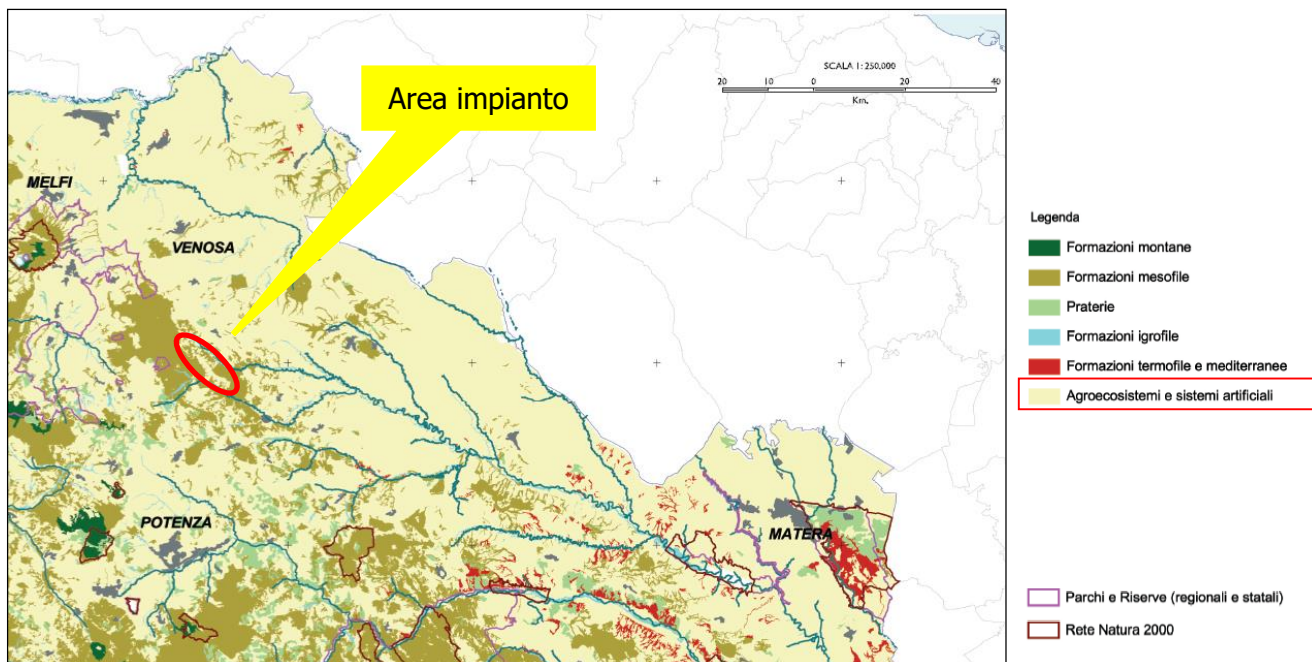 SCALA 1: 250,000
20 10 0 20 40
Km.
Area impianto
MELFI
VENOSA
POTENZA
MATERA
Legenda
Formazioni montane
Formazioni mesofile
Praterie
Formazioni igrofile
Formazioni termofile e mediterranee
Agroecosistemi e sistemi artificiali
Parchi e Riserve (regionali e statali)
Rete Natura 2000